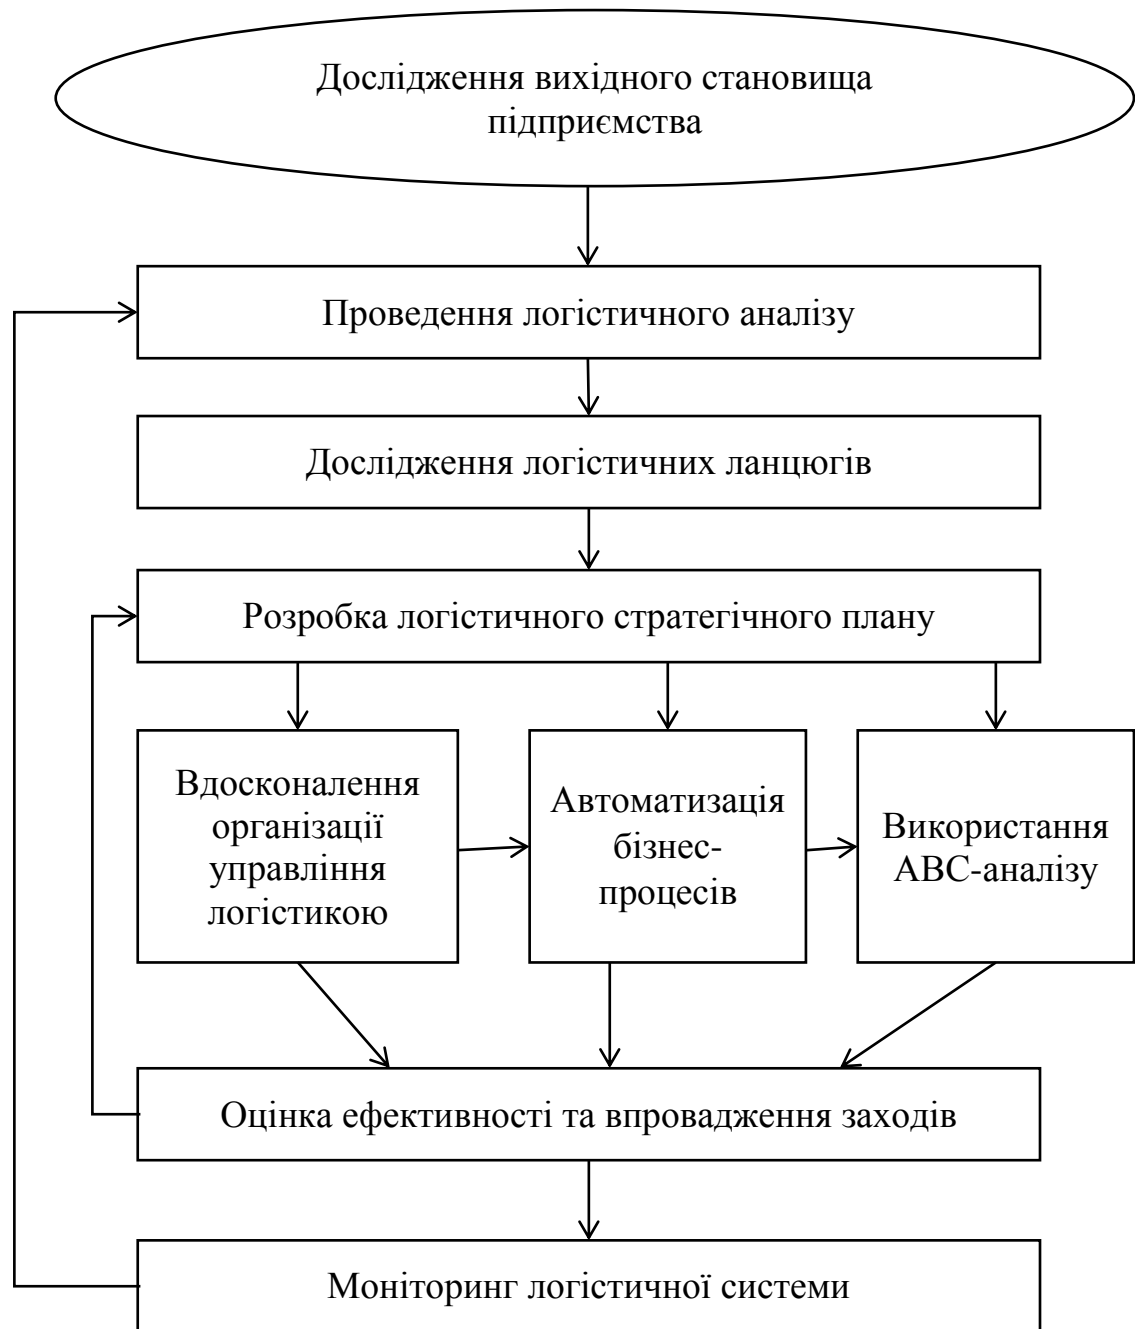 Дослідження вихідного становища
підприємства
Проведення логістичного аналізу
Дослідження логістичних ланцюгів
Розробка логістичного стратегічного плану
Вдосконалення
організації
управління
логістикою
Автоматизація
бізнес-
процесів
Використання
АВС-аналізу
Оцінка ефективності та впровадження заходів
Моніторинг логістичної системи